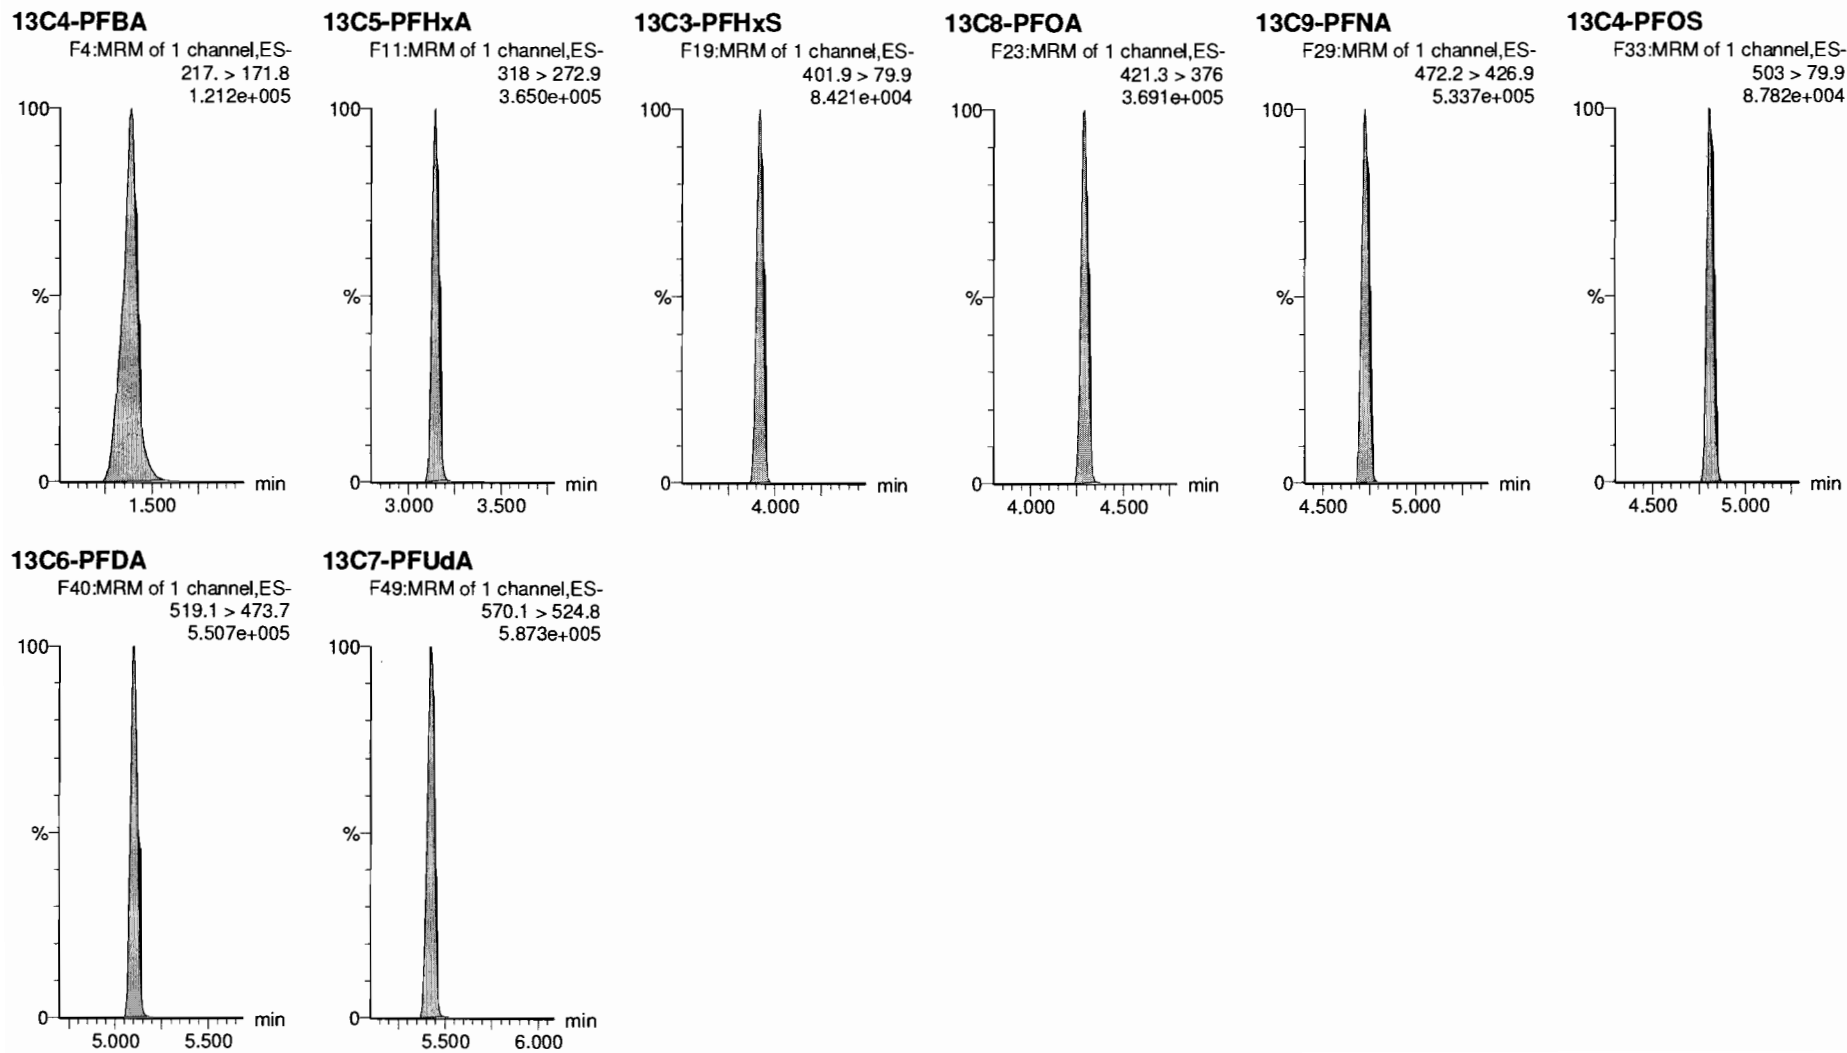 13C4-PFBA
F4:MRM of 1 channel,ES-
217. > 171.8
1.212e+005
100
%
0
min
1.500
13C5-PFHxA
F11:MRM of 1 channel,ES-
318 > 272.9
3.650e+005
100
%
0
min
3.000 3.500
13C3-PFHxS
F19:MRM of 1 channel,ES-
401.9 > 79.9
8.421e+004
100
%
0
min
4.000
13C8-PFOA
F23:MRM of 1 channel,ES-
421.3 > 376
3.691e+005
100
%
0
min
4.000 4.500
13C9-PFNA
F29:MRM of 1 channel,ES-
472.2 > 426.9
5.337e+005
100
%
0
min
4.500 5.000
13C4-PFOS
F33:MRM of 1 channel,ES-
503 > 79.9
8.782e+004
100
%
0
min
4.500 5.000
13C6-PFDA
F40:MRM of 1 channel,ES-
519.1 > 473.7
5.507e+005
100
%
0
min
5.000 5.500
13C7-PFUdA
F49:MRM of 1 channel,ES-
570.1 > 524.8
5.873e+005
100
%
0
min
5.500 6.000